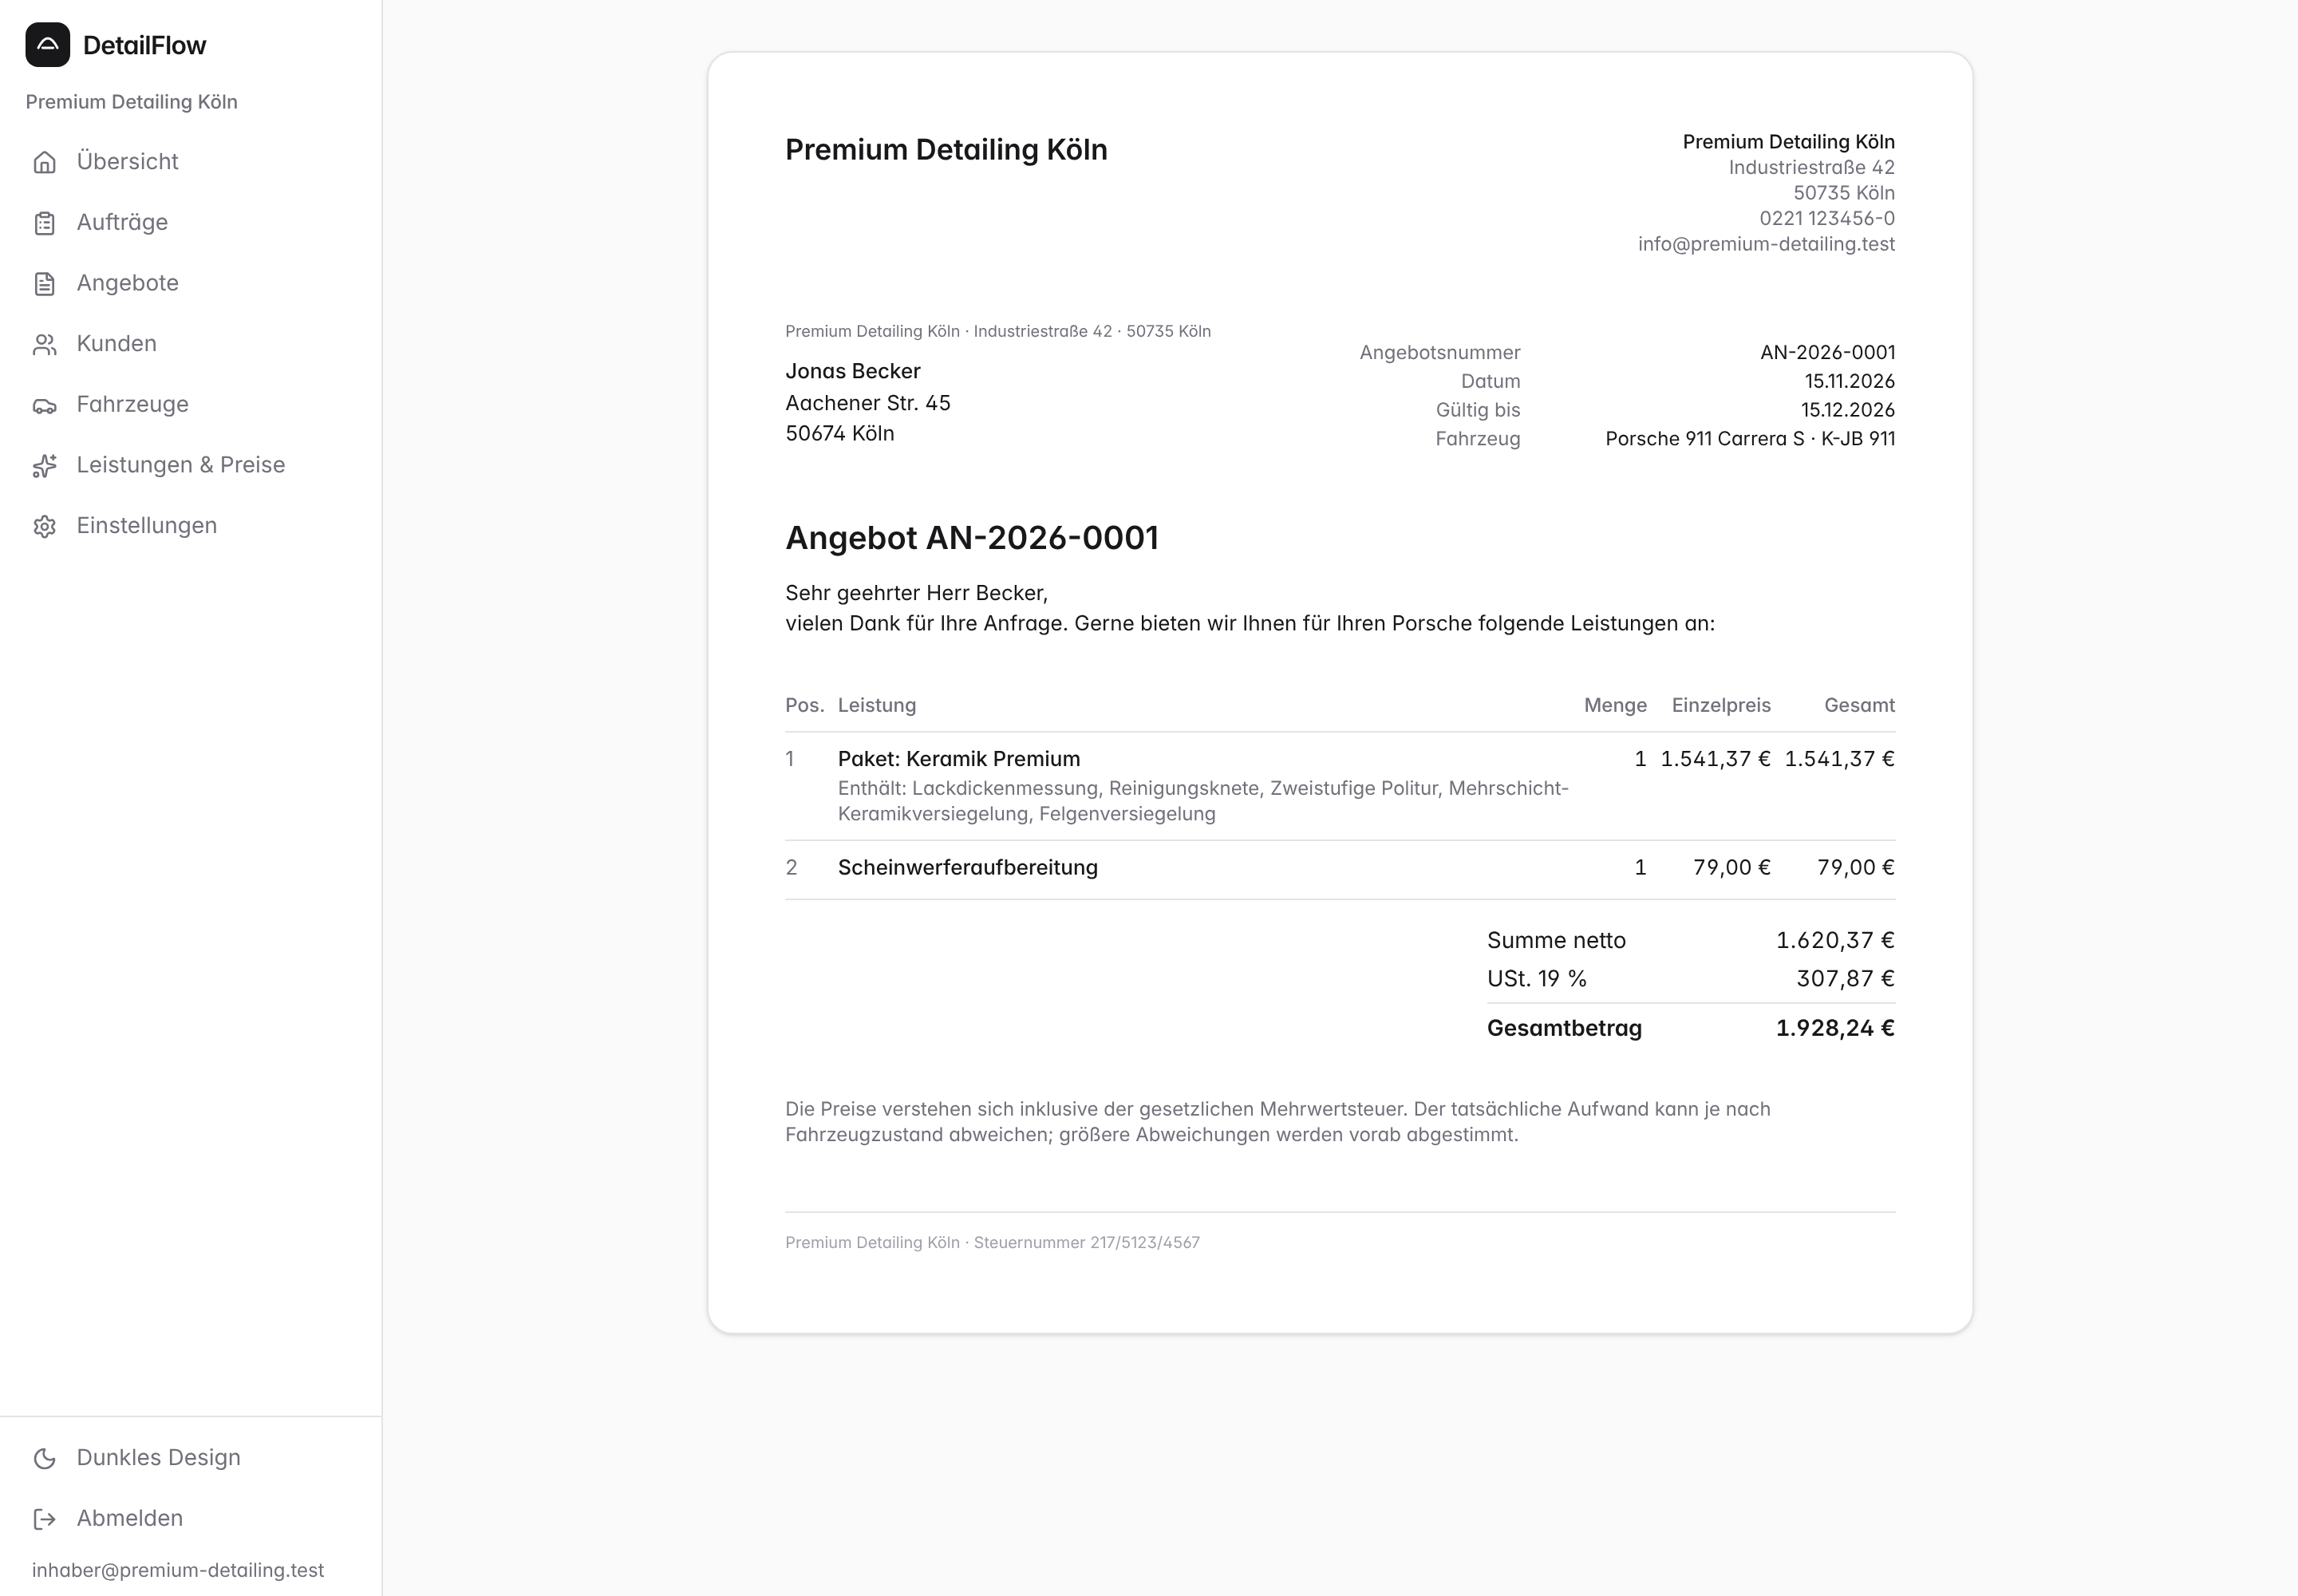 DetailFlow
Premium Detailing Köln
Übersicht
Aufträge
Angebote
Kunden
Fahrzeuge
Leistungen & Preise
Einstellungen
Dunkles Design
Abmelden
inhaber@premium-detailing.test
Premium Detailing Köln
Premium Detailing Köln
Industriestraße 42
50735 Köln
0221 123456-0
info@premium-detailing.test
Premium Detailing Köln · Industriestraße 42 · 50735 Köln
Jonas Becker
Aachener Str. 45
50674 Köln
Angebotsnummer AN-2026-0001
Datum 15.11.2026
Gültig bis 15.12.2026
Fahrzeug Porsche 911 Carrera S · K-JB 911
Angebot AN-2026-0001
Sehr geehrter Herr Becker,
vielen Dank für Ihre Anfrage. Gerne bieten wir Ihnen für Ihren Porsche folgende Leistungen an:
Pos. Leistung Menge Einzelpreis Gesamt
1 Paket: Keramik Premium 1 1.541,37 € 1.541,37 €
Enthält: Lackdickenmessung, Reinigungsknete, Zweistufige Politur, Mehrschicht-
Keramikversiegelung, Felgenversiegelung
2 Scheinwerferaufbereitung 1 79,00 € 79,00 €
Summe netto 1.620,37 €
USt. 19 % 307,87 €
Gesamtbetrag 1.928,24 €
Die Preise verstehen sich inklusive der gesetzlichen Mehrwertsteuer. Der tatsächliche Aufwand kann je nach
Fahrzeugzustand abweichen; größere Abweichungen werden vorab abgestimmt.
Premium Detailing Köln · Steuernummer 217/5123/4567